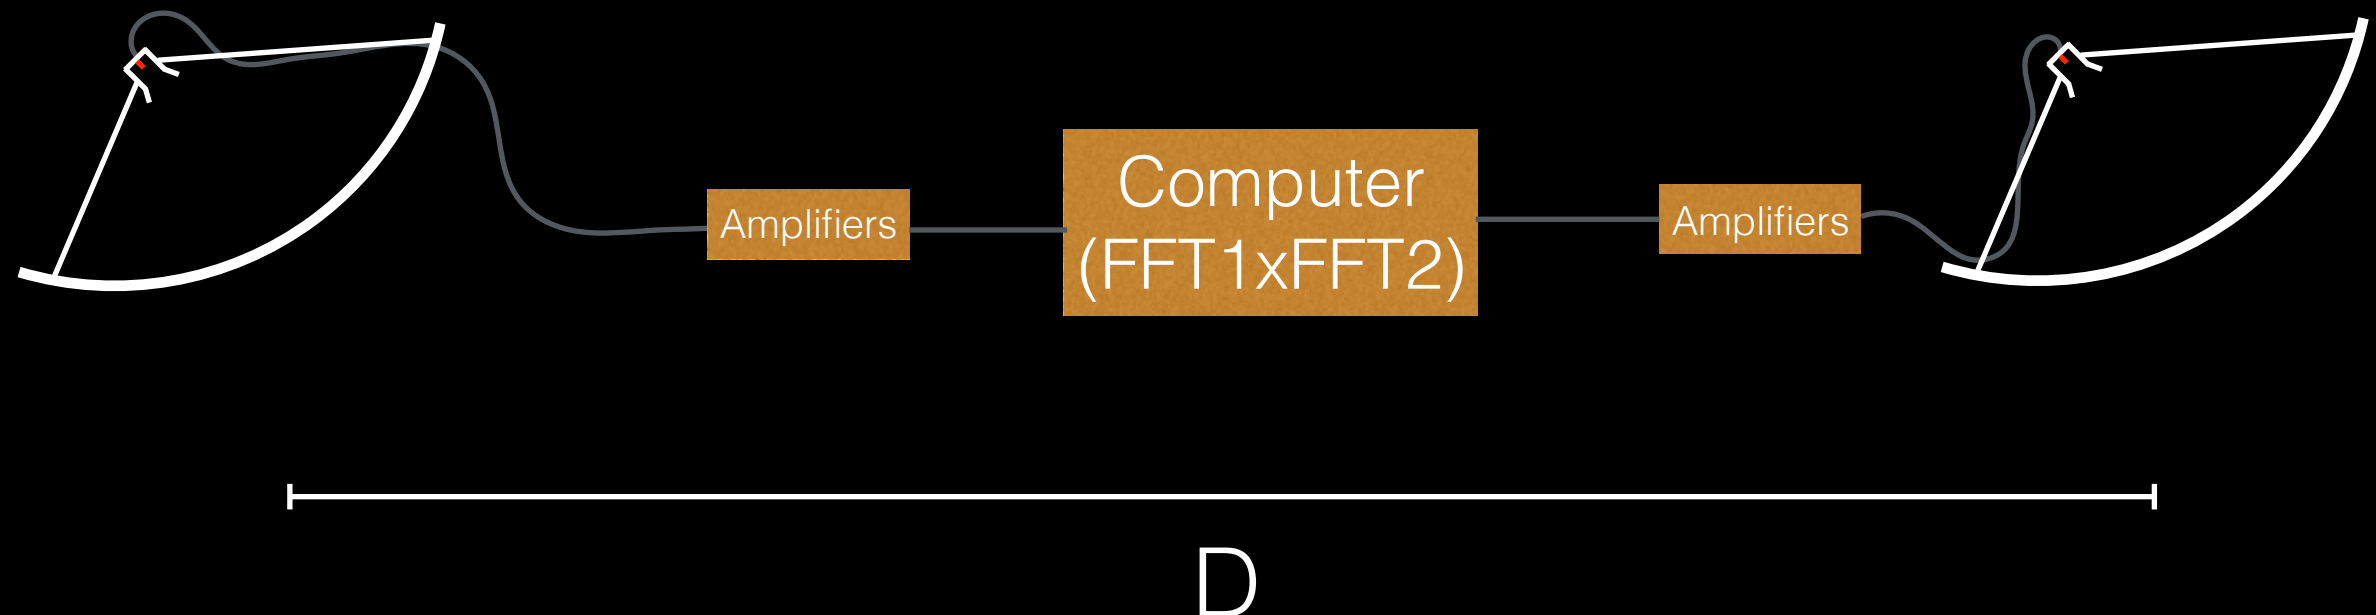 Amplifiers
Computer
(FFT1xFFT2)
Amplifiers
D